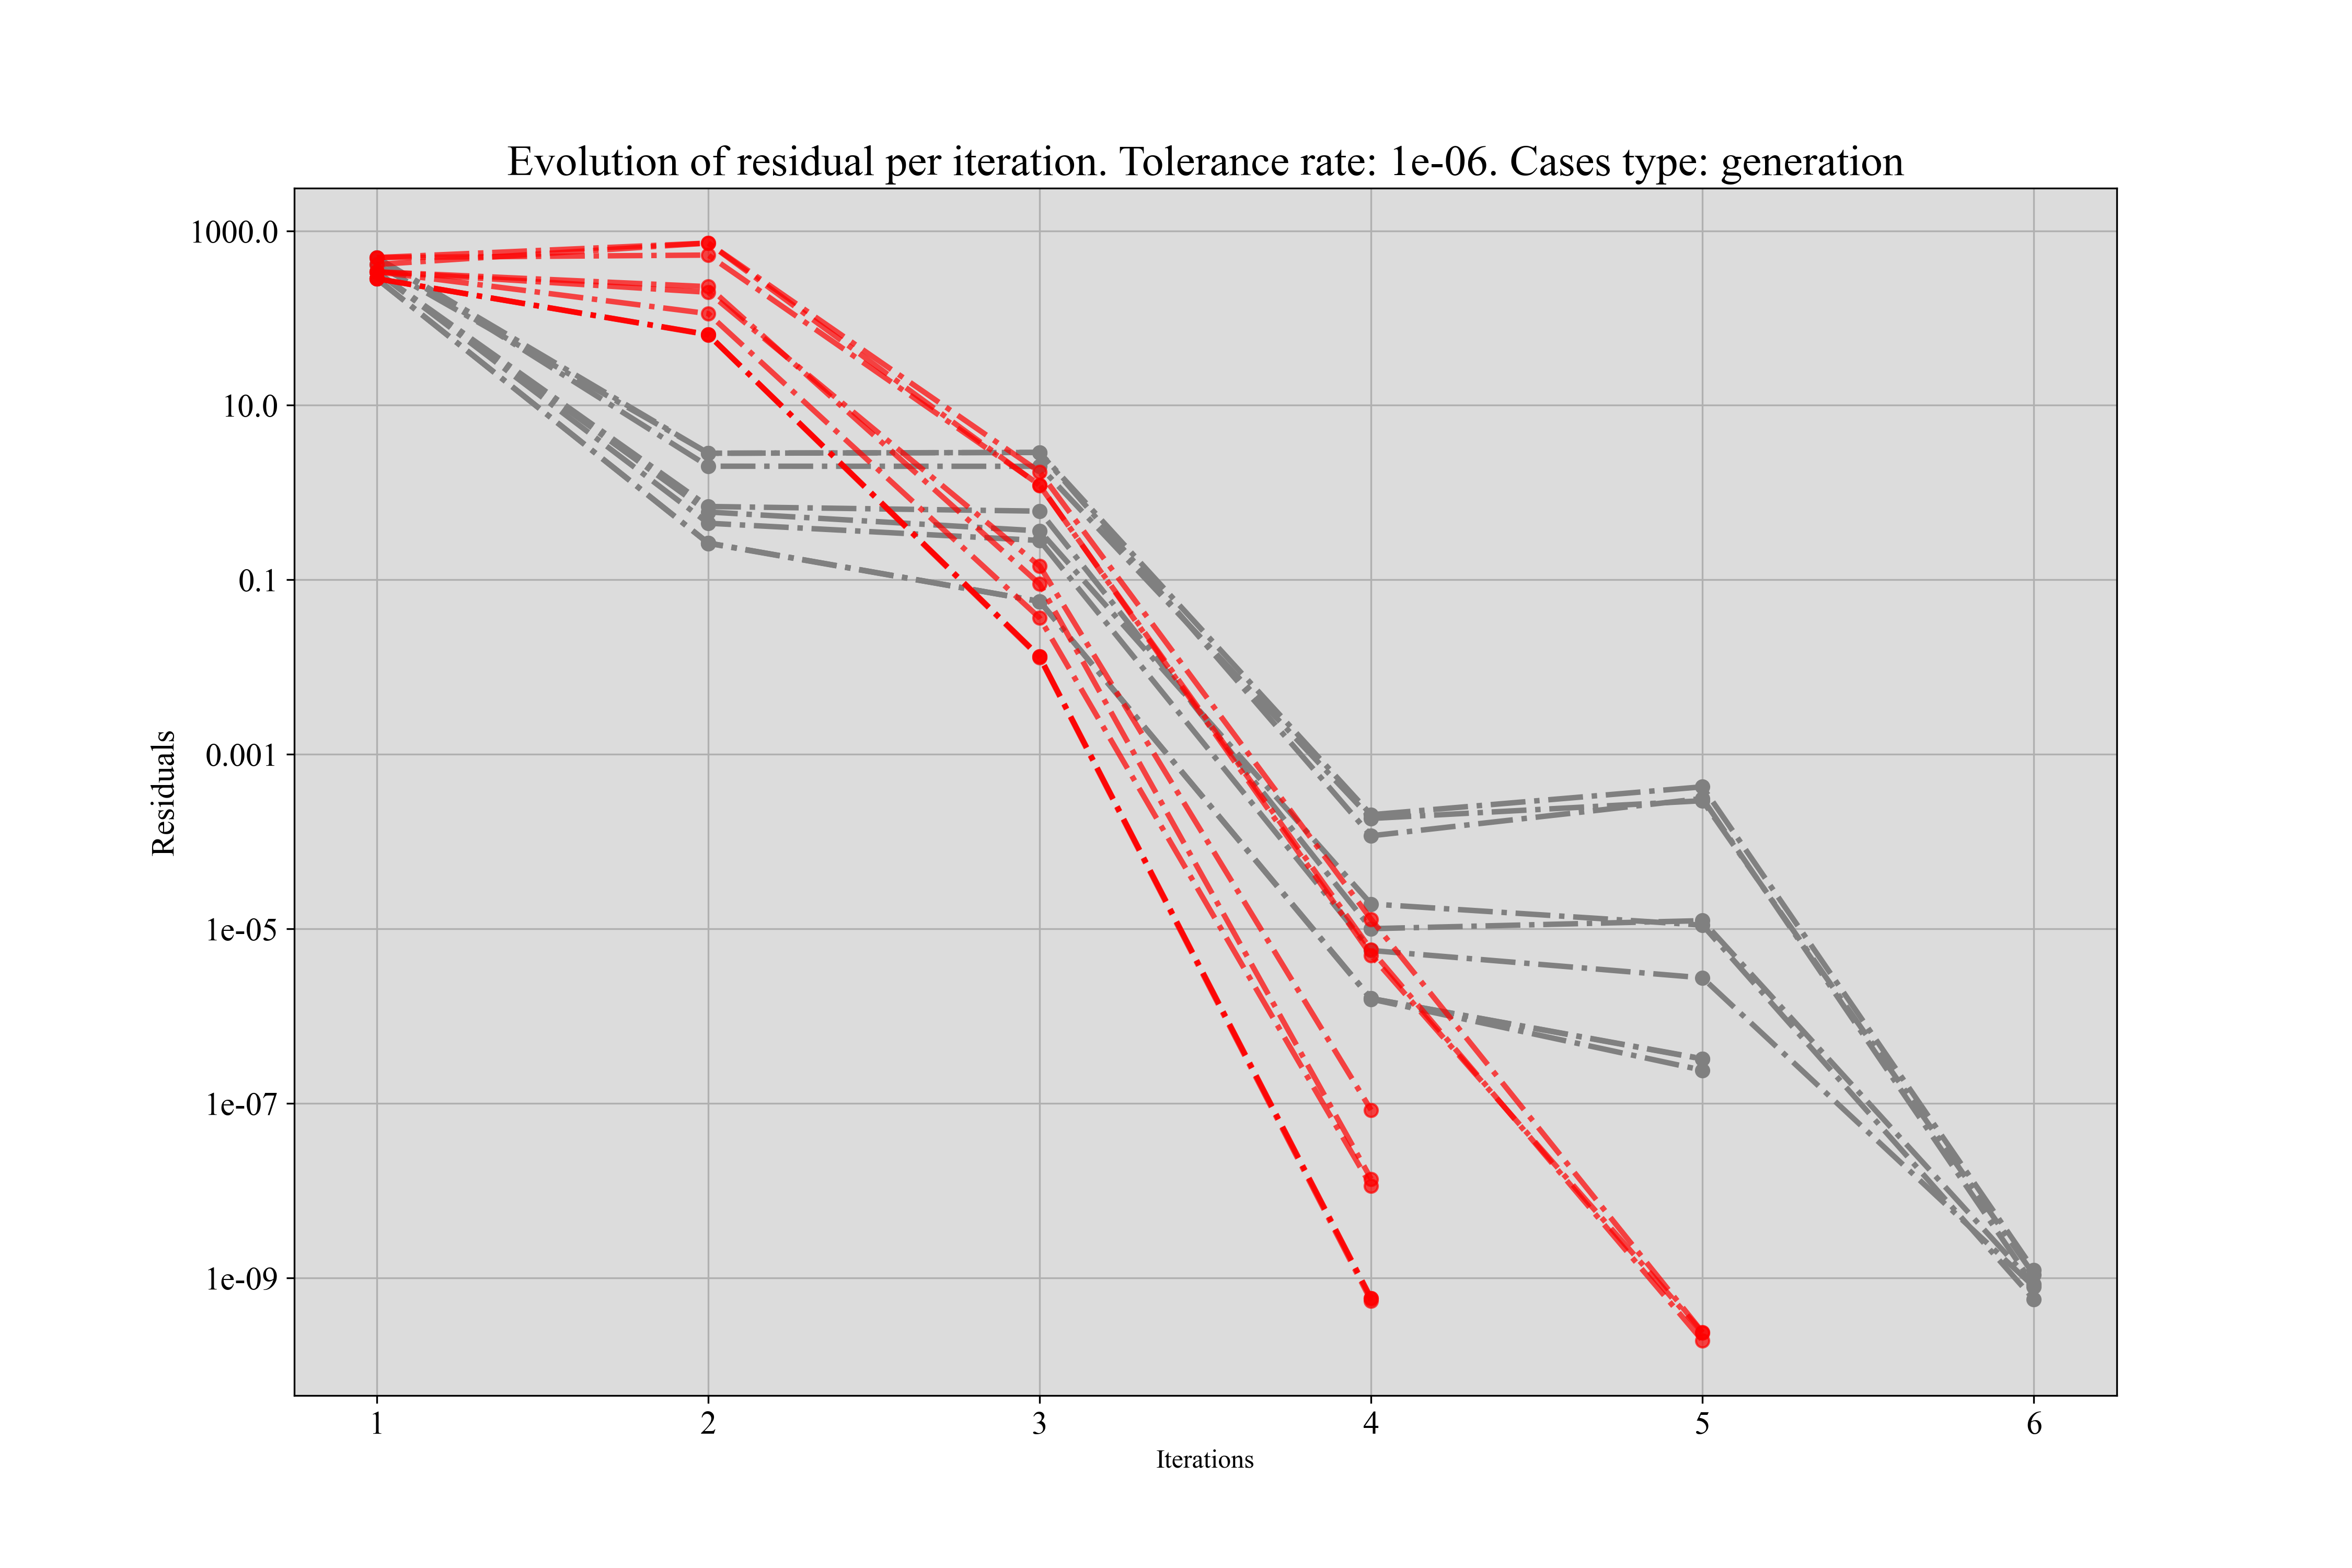 Evolution of residual per iteration. Tolerance rate: 1e-06. Cases type: generation
1000.0
10.0
0.1
0.001
1e-05
1e-07
1e-09
Residuals
1 2 3 4 5 6
Iterations